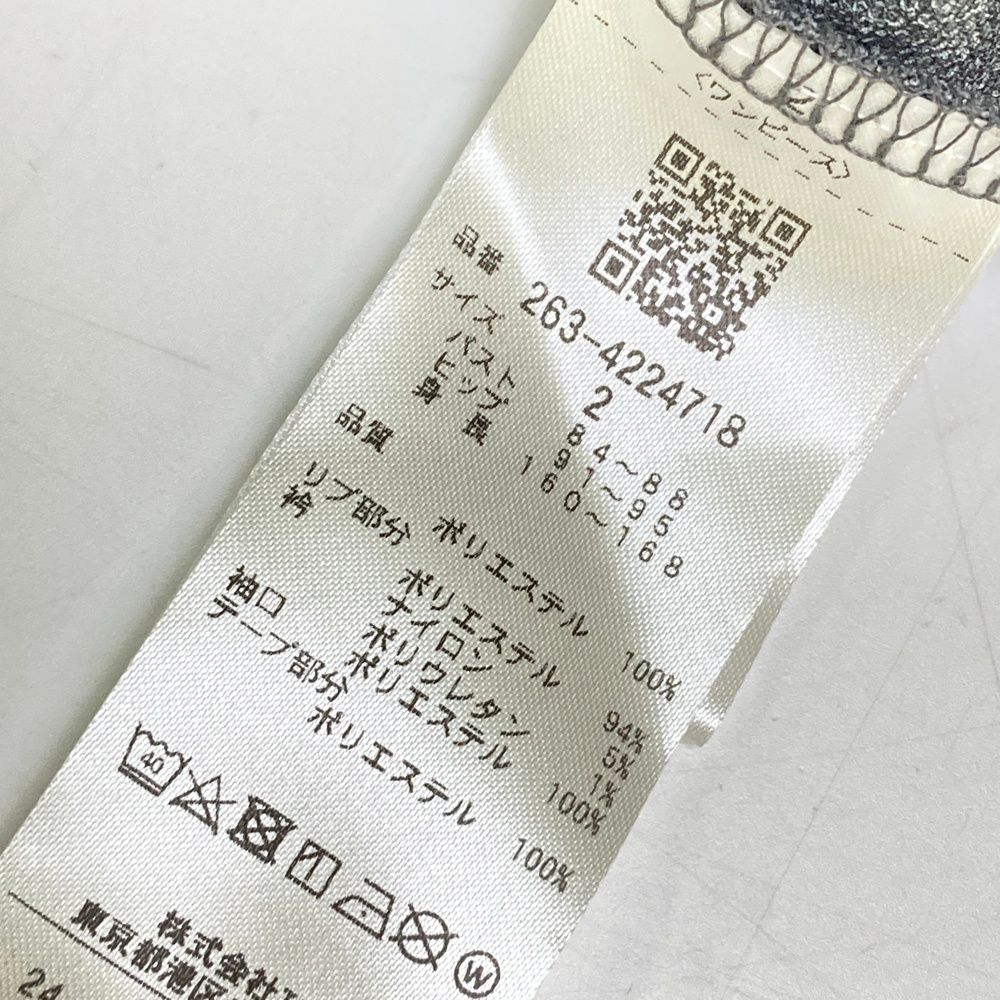 〈ワンピース〉
品番 263-4224718
サイズ 2
バスト 84〜88
ヒップ 91〜95
身長 160〜168
品質
ポリエステル 100%
リブ部分
衿 ポリエステル 94%
ナイロン 5%
ポリウレタン 1%
袖口 ポリエステル 100%
テープ部分
ポリエステル 100%
40
W
株式会社
東京都港区
24